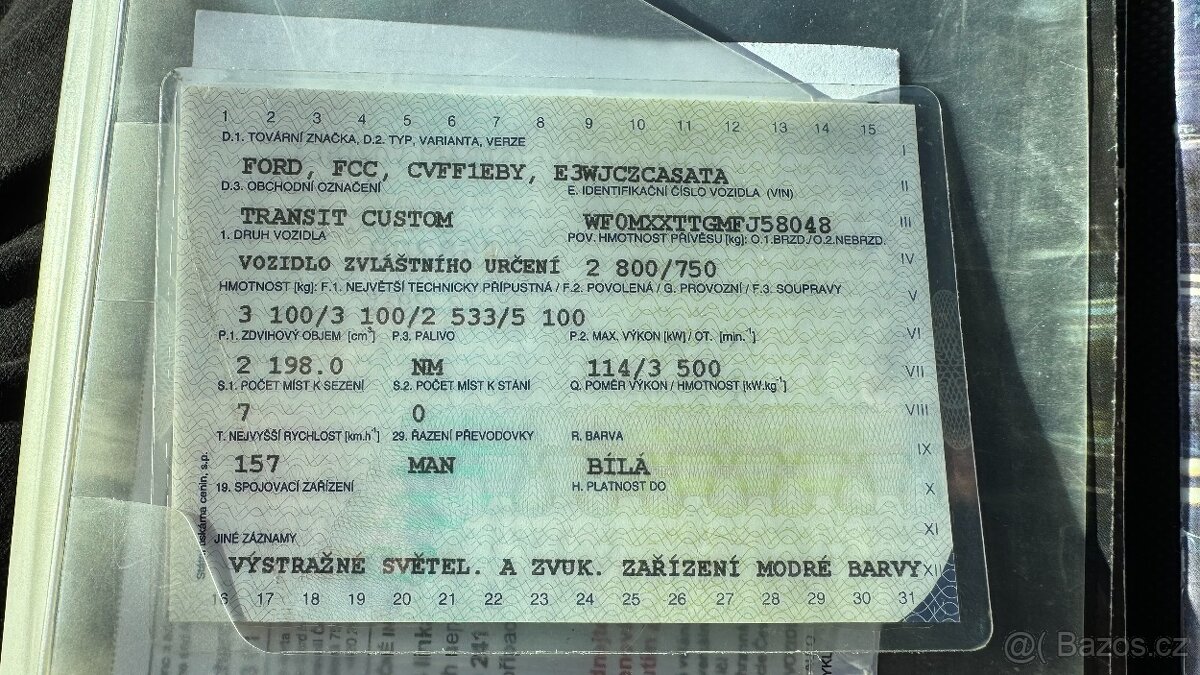 1 2 3 4 5 6 7 8 9 10 11 12 13 14 15
D.1. TOVÁRNÍ ZNAČKA, D.2. TYP, VARIANTA, VERZE
I
FORD, FCC, CVFF1EBY, E3WJCZCASATA
D.3. OBCHODNÍ OZNAČENÍ E. IDENTIFIKAČNÍ ČÍSLO VOZIDLA (VIN)
II
TRANSIT CUSTOM WF0MXXTTGMFJ58048
III
1. DRUH VOZIDLA POV. HMOTNOST PŘÍVĚSU [kg]: O.1.BRZD./O.2.NEBRZD.
VOZIDLO ZVLÁŠTNÍHO URČENÍ 2 800/750
IV
HMOTNOST [kg]: F.1. NEJVĚTŠÍ TECHNICKY PŘÍPUSTNÁ / F.2. POVOLENÁ / G. PROVOZNÍ / F.3. SOUPRAVY
V
3 100/3 100/2 533/5 100
P.1. ZDVIHOVÝ OBJEM [cm³] P.3. PALIVO P.2. MAX. VÝKON [kW] / OT. [min.⁻¹]
VI
2 198.0 NM 114/3 500
VII
S.1. POČET MÍST K SEZENÍ S.2. POČET MÍST K STÁNÍ Q. POMĚR VÝKON / HMOTNOST [kW.kg⁻¹]
7 0
VIII
T. NEJVYŠŠÍ RYCHLOST [km.h⁻¹] 29. ŘAZENÍ PŘEVODOVKY R. BARVA
IX
157 MAN BÍLÁ
19. SPOJOVACÍ ZAŘÍZENÍ H. PLATNOST DO
X
XI
JINÉ ZÁZNAMY
VÝSTRAŽNÉ SVĚTEL. A ZVUK. ZAŘÍZENÍ MODRÉ BARVY
XII
16 17 18 19 20 21 22 23 24 25 26 27 28 29 30 31
tiskárna cenin, s.p.
@( Bazos.cz